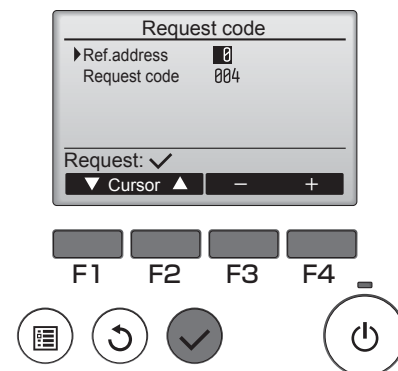 Request code
Ref.address 0
Request code 004
Request: ✓
▼ Cursor ▲ − +
F1 F2 F3 F4